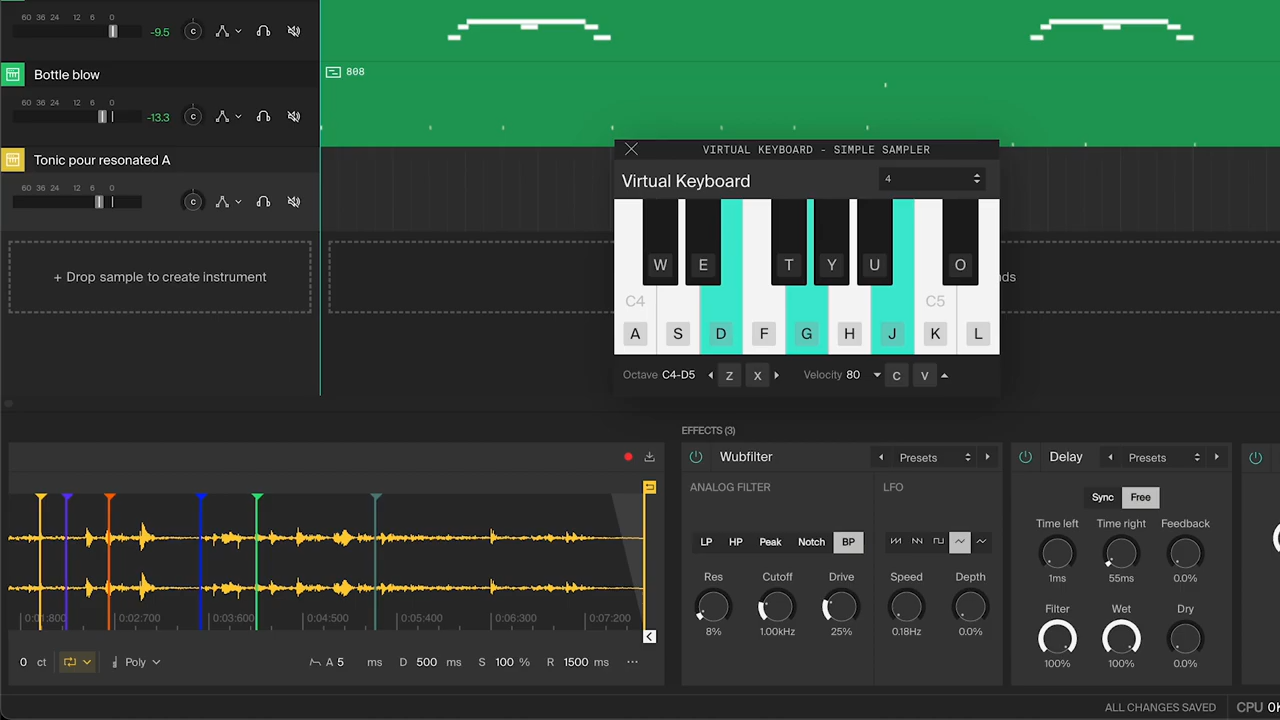 60 36 24 12 6 0
-9.5
C
Bottle blow
808
60 36 24 12 6 0
-13.3
C
VIRTUAL KEYBOARD - SIMPLE SAMPLER
Tonic pour resonated A
Virtual Keyboard
4
60 36 24 12 6 0
C
W E T Y U O
+ Drop sample to create instrument
nds
C4 C5
A S D F G H J K L
Octave C4-D5 Z X Velocity 80 C V
EFFECTS (3)
Wubfilter Presets
Delay Presets
ANALOG FILTER LFO
Sync Free
Time left Time right Feedback
LP HP Peak Notch BP
Res Cutoff Drive Speed Depth
1ms 55ms 0.0%
Filter Wet Dry
0:01:800 0:02:700 0:03:600 0:04:500 0:05:400 0:06:300 0:07:200
8% 1.00kHz 25% 0.18Hz 0.0%
0 ct Poly A 5 ms D 500 ms S 100 % R 1500 ms
100% 100% 0.0%
ALL CHANGES SAVED CPU